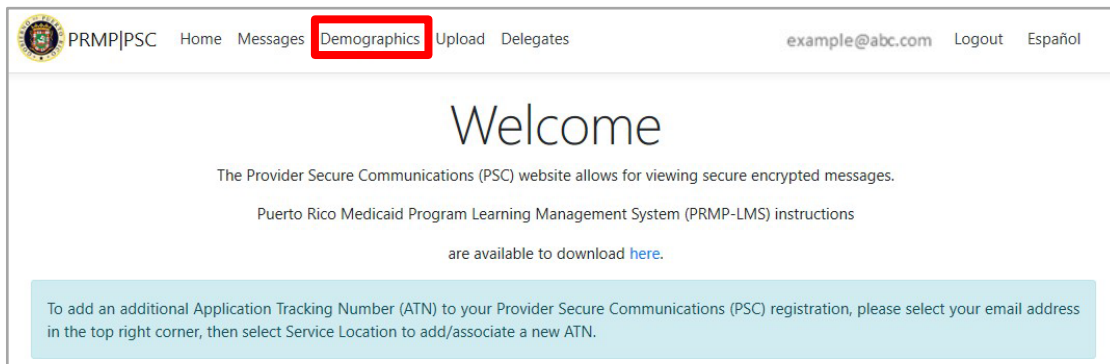 PRMP|PSC Home Messages Demographics Upload Delegates example@abc.com Logout Español
Welcome
The Provider Secure Communications (PSC) website allows for viewing secure encrypted messages.
Puerto Rico Medicaid Program Learning Management System (PRMP-LMS) instructions
are available to download here.
To add an additional Application Tracking Number (ATN) to your Provider Secure Communications (PSC) registration, please select your email address
in the top right corner, then select Service Location to add/associate a new ATN.